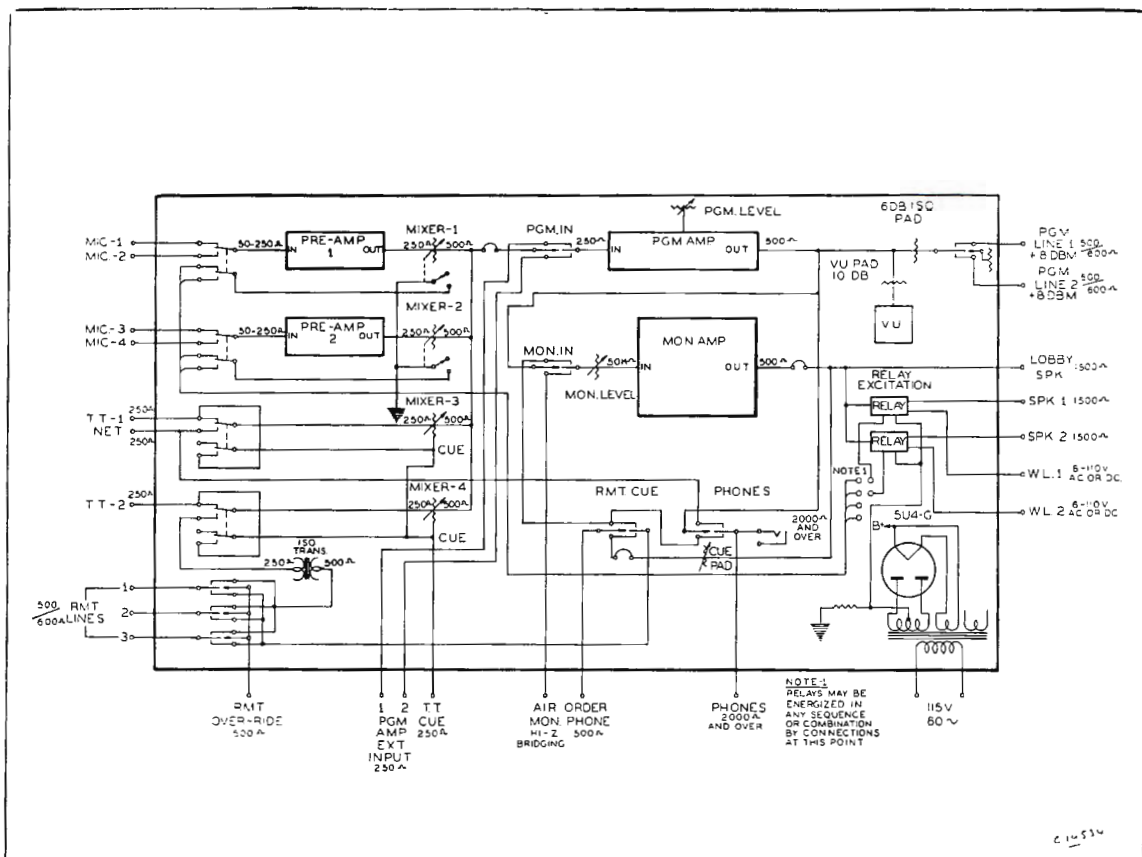 6DB ISO
PAD
MIXER-1
PGM. IN
PGM. LEVEL
MIC-1
MIC-2
50-250Ω
IN
PRE-AMP
1
OUT
250Ω
500Ω
250Ω
IN
PGM AMP
OUT
500Ω
VU PAD
10 DB
PGM
LINE 1
+8 DBM
500/600Ω
PGM
LINE 2
+8DBM
500/600Ω
VU
MIXER-2
MIC-3
MIC-4
50-250Ω
IN
PRE-AMP
2
OUT
250Ω
500Ω
MON. IN
MON. LEVEL
IN
MON AMP
OUT
500Ω
LOBBY
SPK
1500Ω
RELAY
EXCITATION
RELAY
SPK 1 1500Ω
RELAY
SPK 2 1500Ω
MIXER-3
250Ω
TT-1
NET
250Ω
250Ω
500Ω
CUE
NOTE 1
WL.1 6-110V
AC OR DC.
WL.2 6-110V
AC OR DC
MIXER-4
250Ω
TT-2
250Ω
500Ω
CUE
RMT CUE
PHONES
2000Ω
AND
OVER
CUE
PAD
5U4-G
B+
ISO
TRANS.
250Ω
500Ω
500/600Ω
RMT
LINES
1
2
3
RMT
OVER-RIDE
500Ω
1 2
PGM
AMP
EXT
INPUT
250Ω
T.T.
CUE
250Ω
AIR
MON.
HI-Z
BRIDGING
ORDER
PHONE
500Ω
PHONES
2000Ω
AND OVER
NOTE-1
RELAYS MAY BE
ENERGIZED IN
ANY SEQUENCE
OR COMBINATION
BY CONNECTIONS
AT THIS POINT
115V
60~